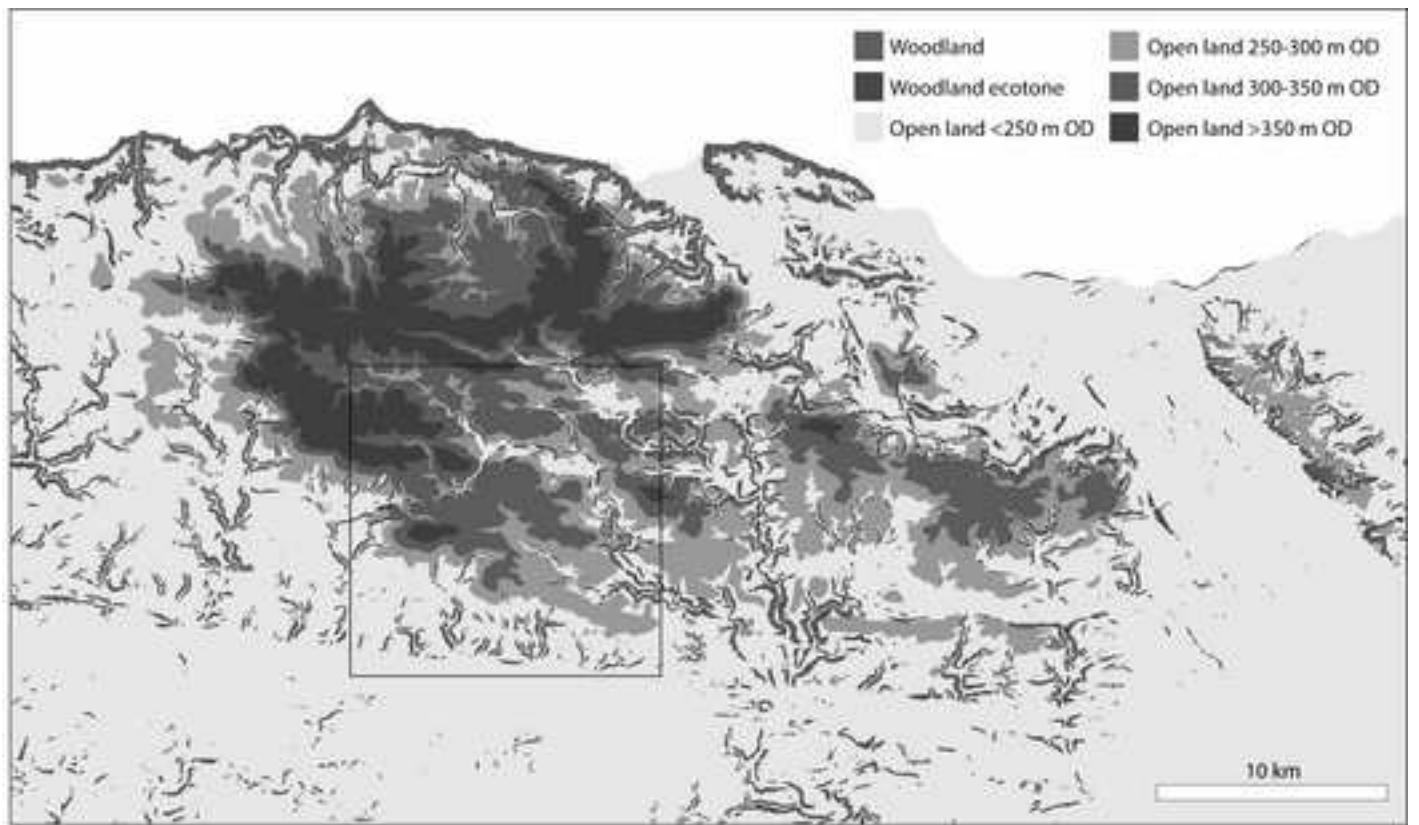 Woodland
Woodland ecotone
Open land <250 m OD
Open land 250-300 m OD
Open land 300-350 m OD
Open land >350 m OD
10 km